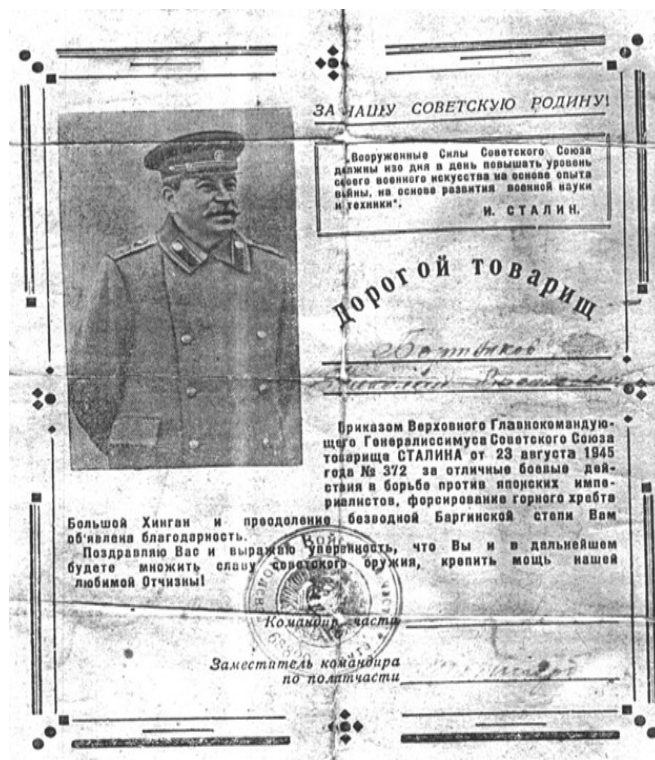 ЗА НАШУ СОВЕТСКУЮ РОДИНУ!
„Вооруженные Силы Советского Союза
должны изо дня в день повышать уровень
своего военного искусства на основе опыта
войны, на основе развития военной науки
и техники".
И. СТАЛИН.
Дорогой товарищ
Приказом Верховного Главнокомандую-
щего Генералиссимуса Советского Союза
товарища СТАЛИНА от 23 августа 1945
года № 372 за отличные боевые дей-
ствия в борьбе против японских импе-
риалистов, форсирование горного хребта
Большой Хинган и преодоление безводной Баргинской степи Вам
об'явлена благодарность.
Поздравляю Вас и выражаю уверенность, что Вы и в дальнейшем
будете множить славу советского оружия, крепить мощь нашей
любимой Отчизны!
Командир части
Заместитель командира
по политчасти